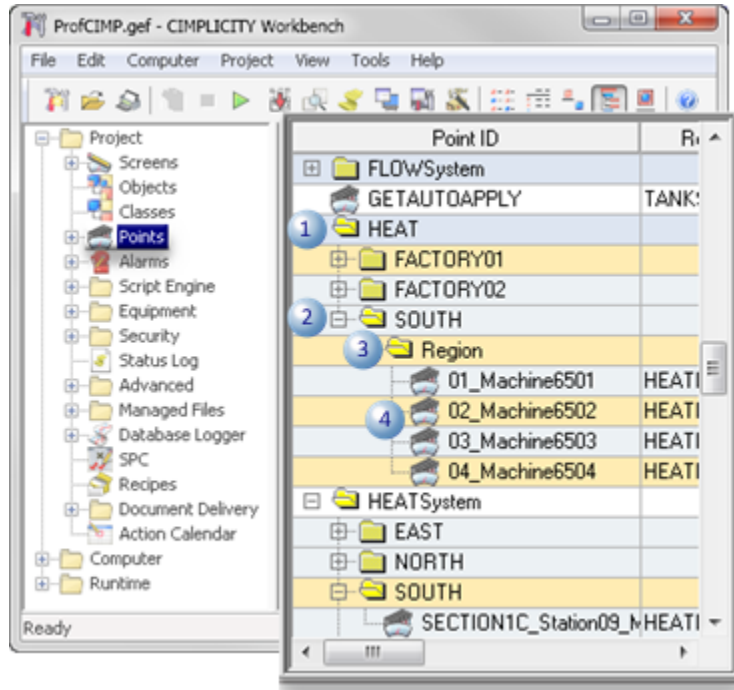 ProfCIMP.gef - CIMPLICITY Workbench
File Edit Computer Project View Tools Help
Project
Screens
Objects
Classes
Points
Alarms
Script Engine
Equipment
Security
Status Log
Advanced
Managed Files
Database Logger
SPC
Recipes
Document Delivery
Action Calendar
Computer
Runtime
Ready
Point ID
FLOWSystem
GETAUTOAPPLY TANKS
1 HEAT
FACTORY01
FACTORY02
2 SOUTH
3 Region
01_Machine6501 HEATI
4 02_Machine6502 HEATI
03_Machine6503 HEATI
04_Machine6504 HEATI
HEATSystem
EAST
NORTH
SOUTH
SECTION1C_Station09_M HEATI